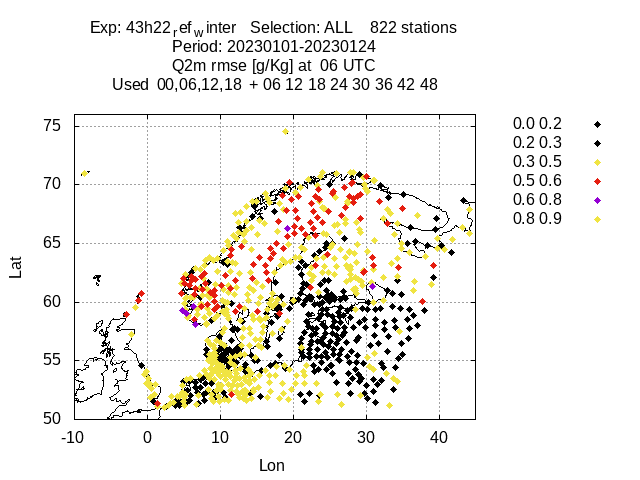 Exp: 43h22ref winter Selection: ALL 822 stations
Period: 20230101-20230124
Q2m rmse [g/Kg] at 06 UTC
Used 00,06,12,18 + 06 12 18 24 30 36 42 48
75
70
65
60
55
50
Lat
-10 0 10 20 30 40
Lon
0.0 0.2
0.2 0.3
0.3 0.5
0.5 0.6
0.6 0.8
0.8 0.9